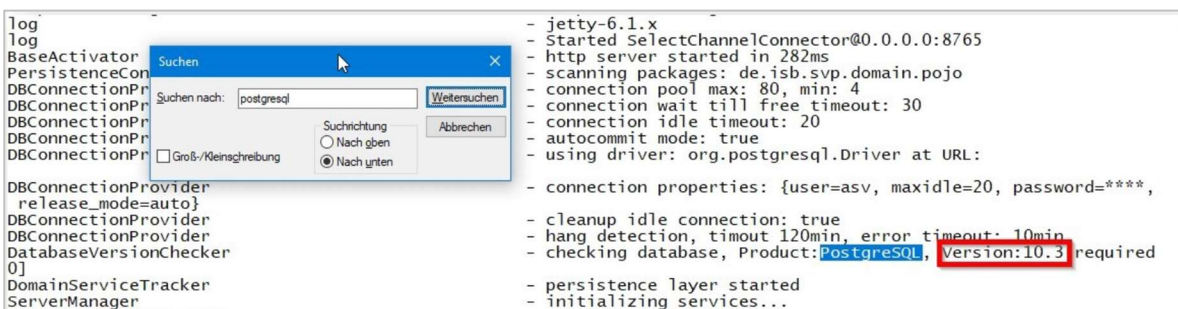 log - jetty-6.1.x
log - Started SelectChannelConnector@0.0.0.0:8765
BaseActivator - http server started in 282ms
PersistenceCon - scanning packages: de.isb.svp.domain.pojo
DBConnectionPr - connection pool max: 80, min: 4
DBConnectionPr - connection wait till free timeout: 30
DBConnectionPr - connection idle timeout: 20
DBConnectionPr - autocommit mode: true
DBConnectionPr - using driver: org.postgresql.Driver at URL:
Suchen
Suchen nach: postgresql Weitersuchen
Suchrichtung Abbrechen
Nach oben
Groß-/Kleinschreibung Nach unten
DBConnectionProvider - connection properties: {user=asv, maxidle=20, password=****,
release_mode=auto}
DBConnectionProvider - cleanup idle connection: true
DBConnectionProvider - hang detection, timout 120min, error timeout: 10min
DatabaseVersionChecker - checking database, Product:PostgreSQL, Version:10.3 required
0]
DomainServiceTracker - persistence layer started
ServerManager - initializing services...